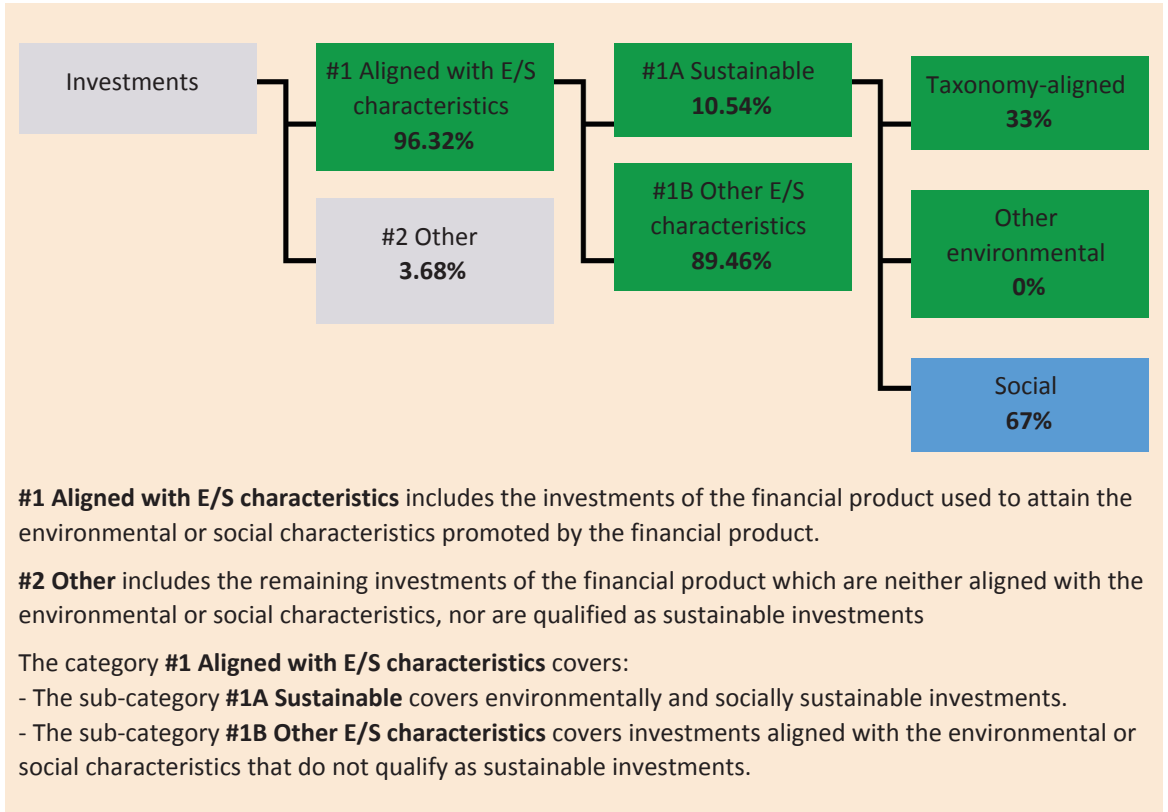 Investments
#1 Aligned with E/S
characteristics
96.32%
#2 Other
3.68%
#1A Sustainable
10.54%
#1B Other E/S
characteristics
89.46%
Taxonomy-aligned
33%
Other
environmental
0%
Social
67%
#1 Aligned with E/S characteristics includes the investments of the financial product used to attain the
environmental or social characteristics promoted by the financial product.
#2 Other includes the remaining investments of the financial product which are neither aligned with the
environmental or social characteristics, nor are qualified as sustainable investments
The category #1 Aligned with E/S characteristics covers:
- The sub-category #1A Sustainable covers environmentally and socially sustainable investments.
- The sub-category #1B Other E/S characteristics covers investments aligned with the environmental or
social characteristics that do not qualify as sustainable investments.